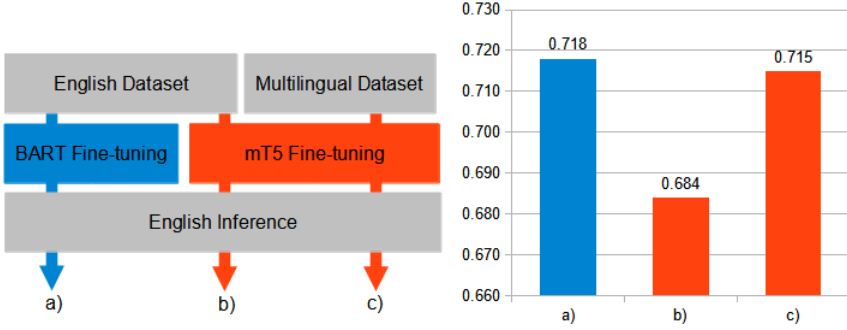 English Dataset
Multilingual Dataset
BART Fine-tuning
mT5 Fine-tuning
English Inference
a)
b)
c)
0.730
0.720
0.710
0.700
0.690
0.680
0.670
0.660
0.718
0.684
0.715
a)
b)
c)